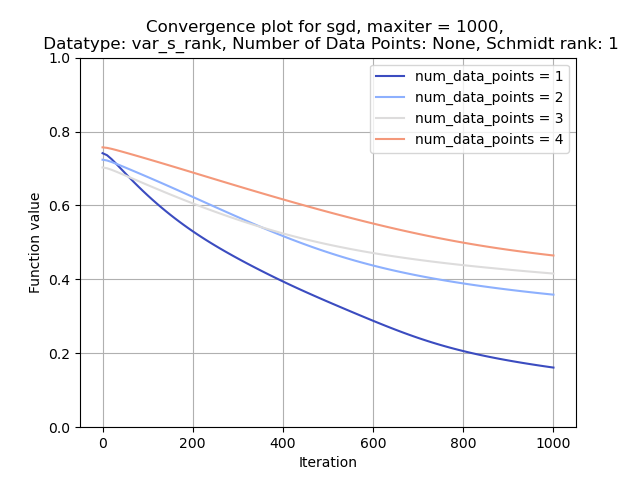 Convergence plot for sgd, maxiter = 1000,
Datatype: var_s_rank, Number of Data Points: None, Schmidt rank: 1
num_data_points = 1
num_data_points = 2
num_data_points = 3
num_data_points = 4
Function value
1.0
0.8
0.6
0.4
0.2
0.0
0 200 400 600 800 1000
Iteration